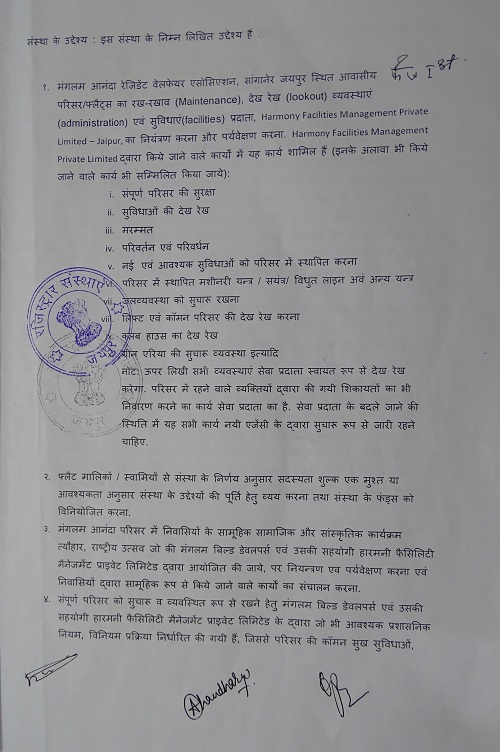 संस्था के उद्देश्य : इस संस्था के निम्न लिखित उद्देश्य हैं :
१. मंगलम आनंदा रेजिडेंट वेलफेयर एसोसिएशन, सांगानेर जयपुर स्थित आवासीय
परिसर/फ्लैट्स का रख-रखाव (Maintenance), देख रेख (lookout) व्यवस्थाएं
(administration) एवं सुविधाएं(facilities) प्रदाता, Harmony Facilities Management Private
Limited – Jaipur, का नियंत्रण करना और पर्यवेक्षण करना. Harmony Facilities Management
Private Limited द्वारा किये जाने वाले कार्यो में यह कार्य शामिल हैं (इनके अलावा भी किये
जाने वाले कार्य भी सम्मिलित किया जाये):
i. संपूर्ण परिसर की सुरक्षा
ii. सुविधाओं की देख रेख
iii. मरम्मत
iv. परिवर्तन एवं परिवर्धन
v. नई एवं आवश्यक सुविधाओं को परिसर में स्थापित करना
परिसर में स्थापित मशीनरी यन्त्र / सयंत्र/ विधुत लाइन अवं अन्य यन्त्र
vii. जलव्यवस्था को सुचारू रखना
viii. लिफ्ट एवं कॉमन परिसर की देख रेख करना
क्लब हाउस का देख रेख
ग्रीन एरिया की सुचारू व्यवस्था इत्यादि
नोट: ऊपर लिखी सभी व्यवस्थाएं सेवा प्रदाता स्वायत रूप से देख रेख
करेगा. परिसर में रहने वाले व्यक्तियों द्वारा की गयी शिकायतों का भी
निवारण करने का कार्य सेवा प्रदाता का है. सेवा प्रदाता के बदले जाने की
स्थिति में यह सभी कार्य नयी एजेंसी के द्वारा सुचारू रूप से जारी रहने
चाहिए.
२. फ्लैट मालिकों / स्वामियों से संस्था के निर्णय अनुसार सदस्यता शुल्क एक मुश्त या
आवश्यकता अनुसार संस्था के उद्देश्यों की पूर्ति हेतु व्यय करना तथा संस्था के फंड्स को
विनियोजित करना.
३. मंगलम आनंदा परिसर में निवासियों के सामूहिक सामाजिक और सांस्कृतिक कार्यक्रम
त्यौहार, राष्ट्रीय उत्सव जो की मंगलम बिल्ड डेवलपर्स एवं उसकी सहयोगी हारमनी फैसिलिटी
मैनेजमेंट प्राइवेट लिमिटेड द्वारा आयोजित की जाये, पर नियन्त्रण एव पर्यवेक्षण करना एवं
निवासियों द्वारा सामूहिक रूप से किये जाने वाले कार्यो का संचालन करना.
४. संपूर्ण परिसर को सुचारू व व्यवस्थित रूप से रखने हेतु मंगलम बिल्ड डेवलपर्स एवं उसकी
सहयोगी हारमनी फैसिलिटी मैनेजमेंट प्राइवेट लिमिटेड के द्वारा जो भी आवश्यक प्रशासनिक
नियम, विनियम प्रक्रिया निर्धारित की गयी हैं, जिससे परिसर की कॉमन सुख सुविधाओं,
रजिस्ट्रार संस्थाएं
जयपुर
जयपुर